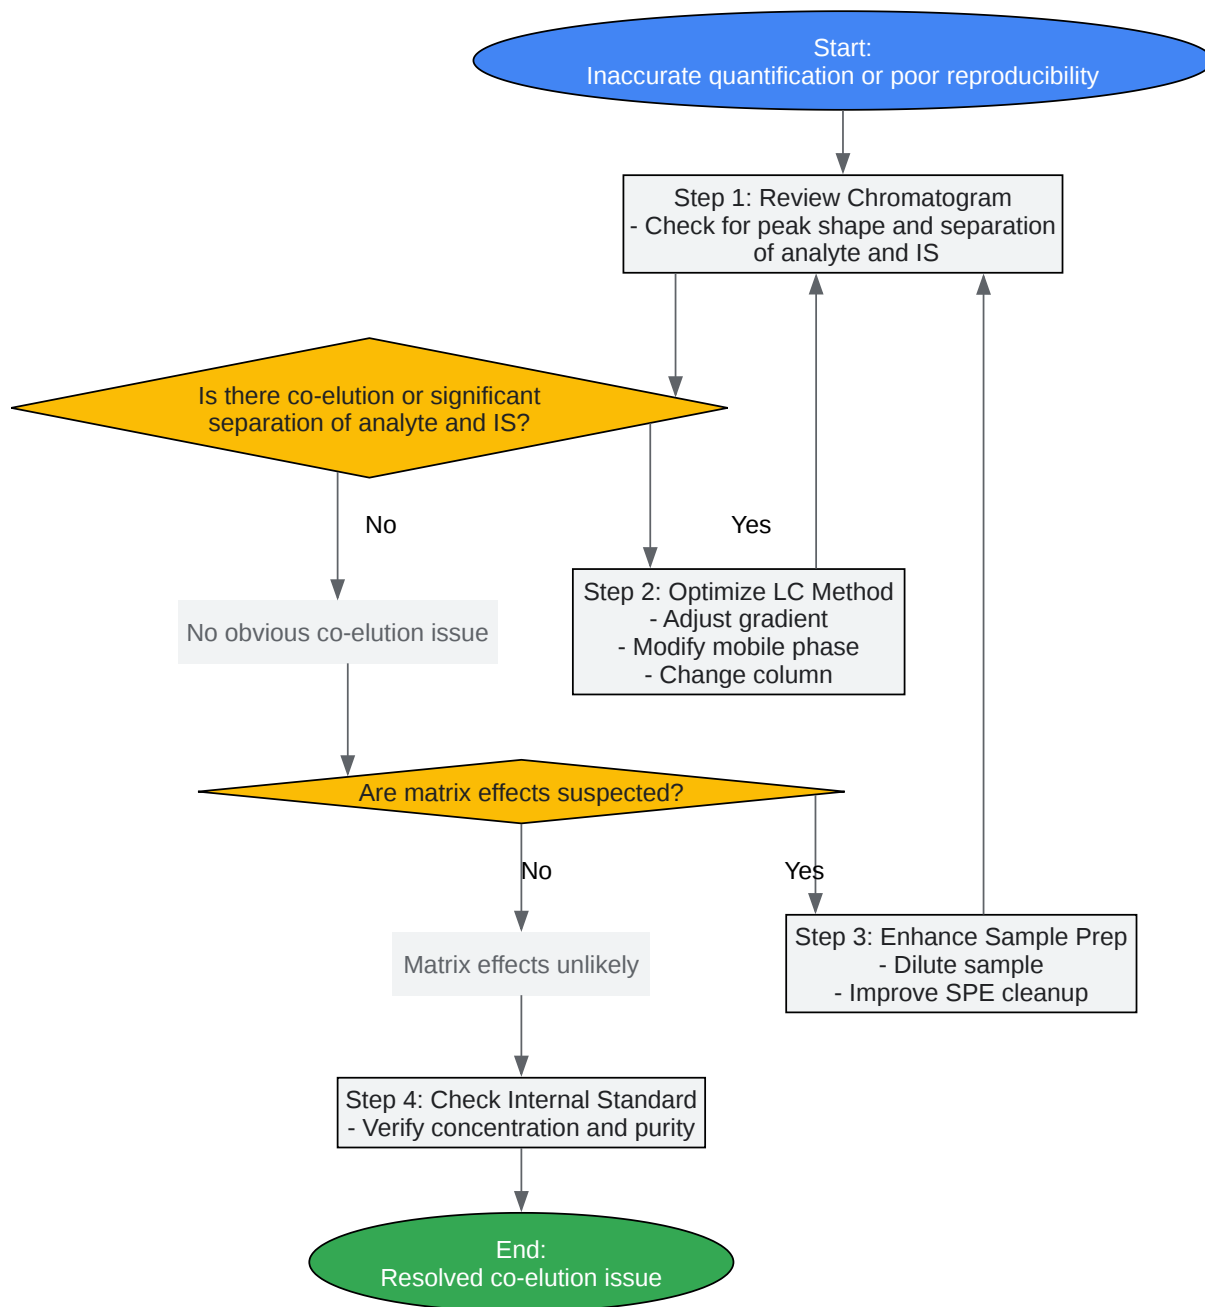 Start:
Inaccurate quantification or poor reproducibility
Step 1: Review Chromatogram
- Check for peak shape and separation
of analyte and IS
Is there co-elution or significant
separation of analyte and IS?
No
Yes
No obvious co-elution issue
Step 2: Optimize LC Method
- Adjust gradient
- Modify mobile phase
- Change column
Are matrix effects suspected?
No
Yes
Matrix effects unlikely
Step 3: Enhance Sample Prep
- Dilute sample
- Improve SPE cleanup
Step 4: Check Internal Standard
- Verify concentration and purity
End:
Resolved co-elution issue